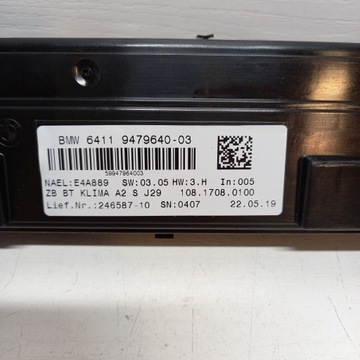 BMW 6411 9479640-03
59947964003
NAEL:E4A889 SW:03.05 HW:3.H In:005
ZB BT KLIMA A2 S J29 108.1708.0100
Lief.Nr.:246587-10 SN:0407 22.05.19